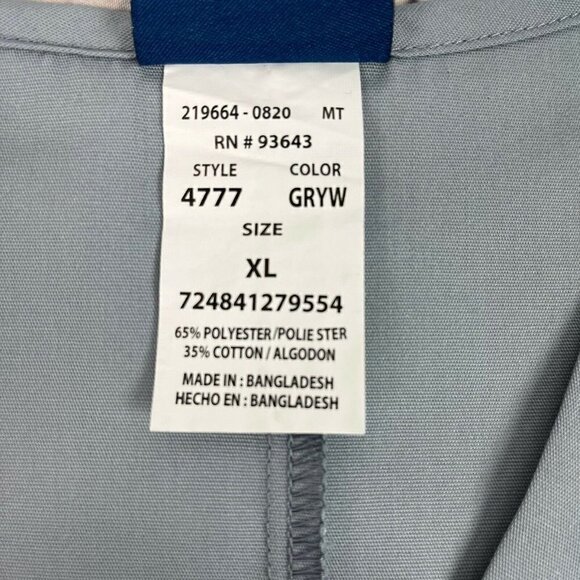 219664 - 0820 MT
RN # 93643
STYLE COLOR
4777 GRYW
SIZE
XL
724841279554
65% POLYESTER/POLIE STER
35% COTTON / ALGODON
MADE IN : BANGLADESH
HECHO EN : BANGLADESH